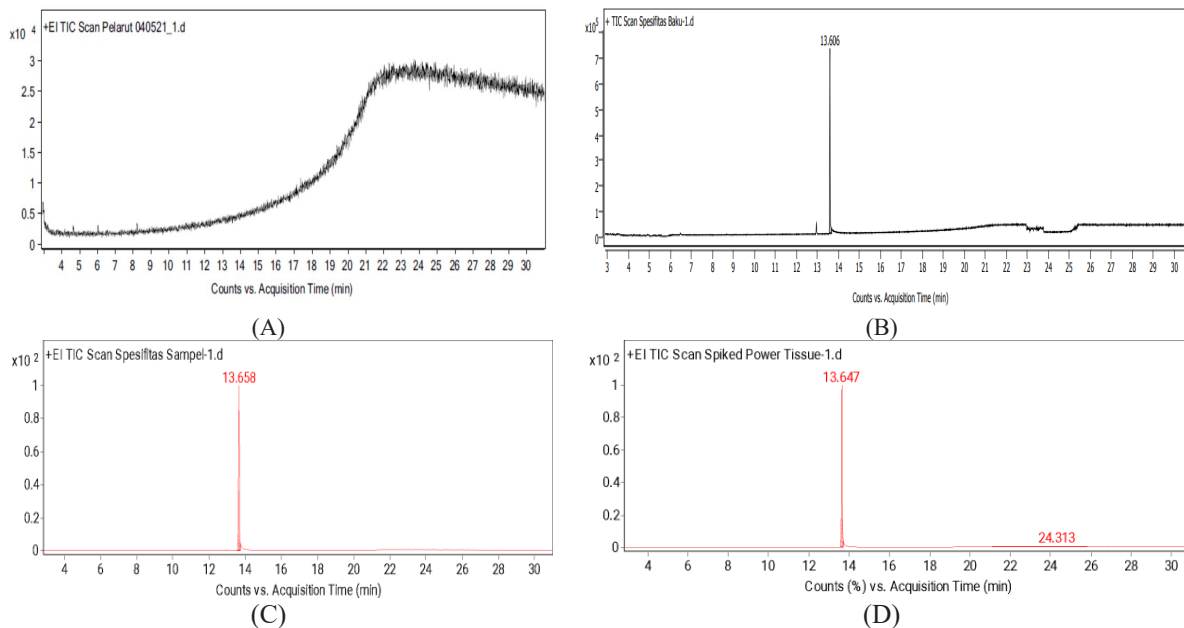 +EI TIC Scan Pelarut 040521_1.d
x10 4
3
2.5
2
1.5
1
0.5
0
4 5 6 7 8 9 10 11 12 13 14 15 16 17 18 19 20 21 22 23 24 25 26 27 28 29 30
Counts vs. Acquisition Time (min)
(A)
+ TIC Scan Spesifitas Baku-1.d
x10 5
13.606
7
6
5
4
3
2
1
0
3 4 5 6 7 8 9 10 11 12 13 14 15 16 17 18 19 20 21 22 23 24 25 26 27 28 29 30
Counts vs. Acquisition Time (min)
(B)
+EI TIC Scan Spesifitas Sampel-1.d
x10 2
13.658
1
0.8
0.6
0.4
0.2
0
4 6 8 10 12 14 16 18 20 22 24 26 28 30
Counts vs. Acquisition Time (min)
(C)
+EI TIC Scan Spiked Power Tissue-1.d
x10 2
13.647
1
0.8
0.6
0.4
0.2
24.313
0
4 6 8 10 12 14 16 18 20 22 24 26 28 30
Counts (%) vs. Acquisition Time (min)
(D)